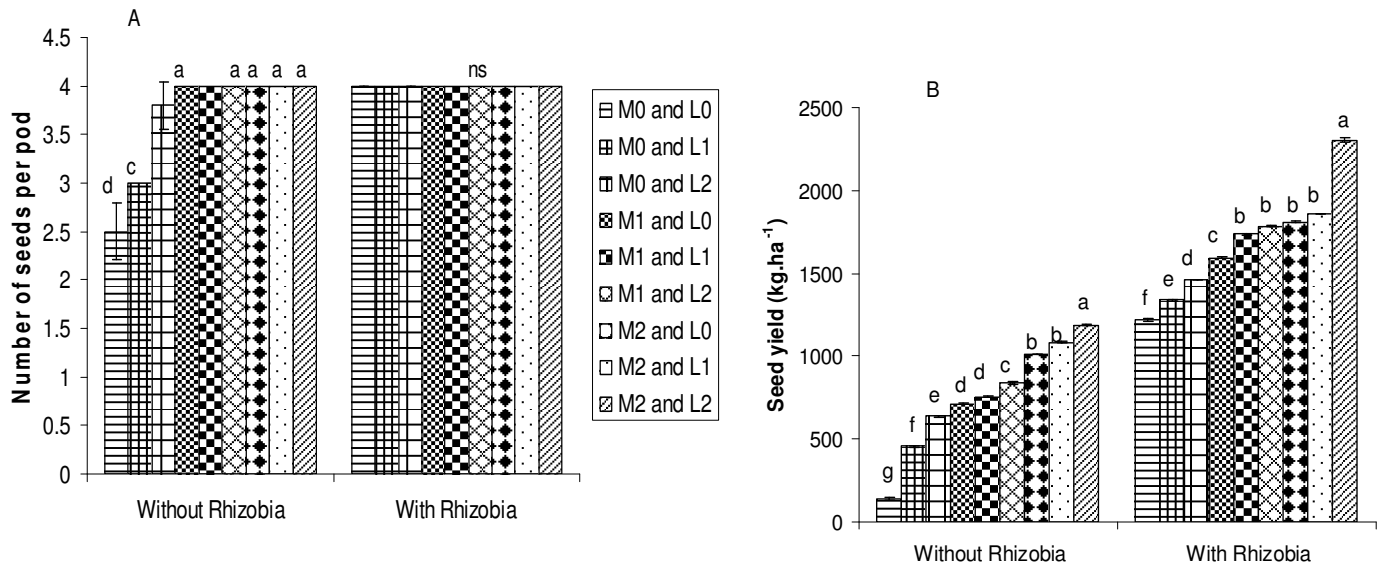 A
Number of seeds per pod
4.5
4
3.5
3
2.5
2
1.5
1
0.5
0
d
c
a
a
a
a
a
ns
Without Rhizobia
With Rhizobia
M0 and L0
M0 and L1
M0 and L2
M1 and L0
M1 and L1
M1 and L2
M2 and L0
M2 and L1
M2 and L2
B
Seed yield (kg.ha⁻¹)
2500
2000
1500
1000
500
0
g
f
e
d
d
c
b
b
a
f
e
d
c
b
b
b
b
a
Without Rhizobia
With Rhizobia